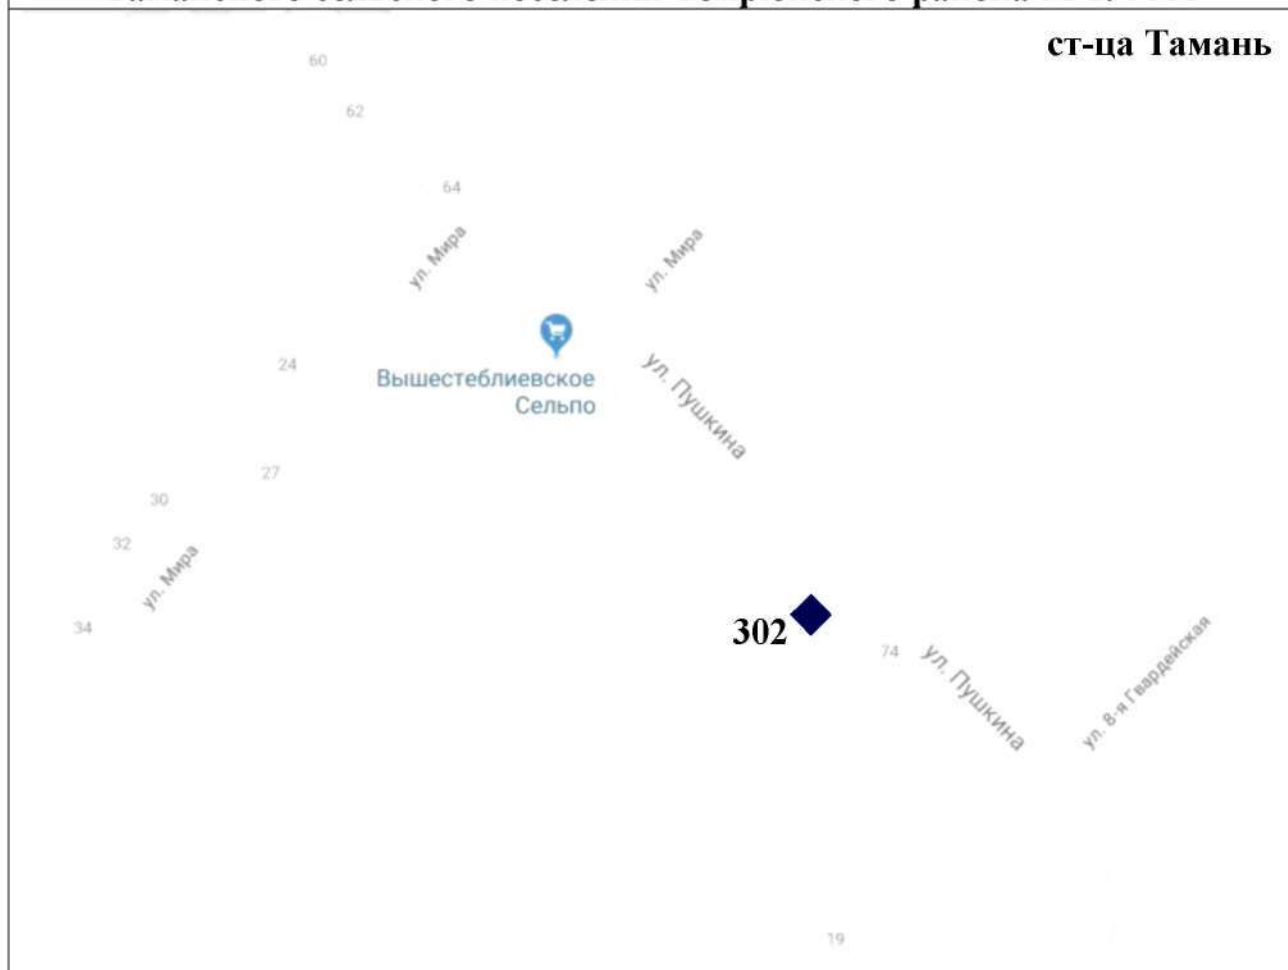 ст-ца Тамань
60
62
64
ул. Мира
ул. Мира
24
Вышестеблиевское
Сельпо
ул. Пушкина
27
30
32
ул. Мира
34
302
74
ул. Пушкина
ул. 8-я Гвардейская
19